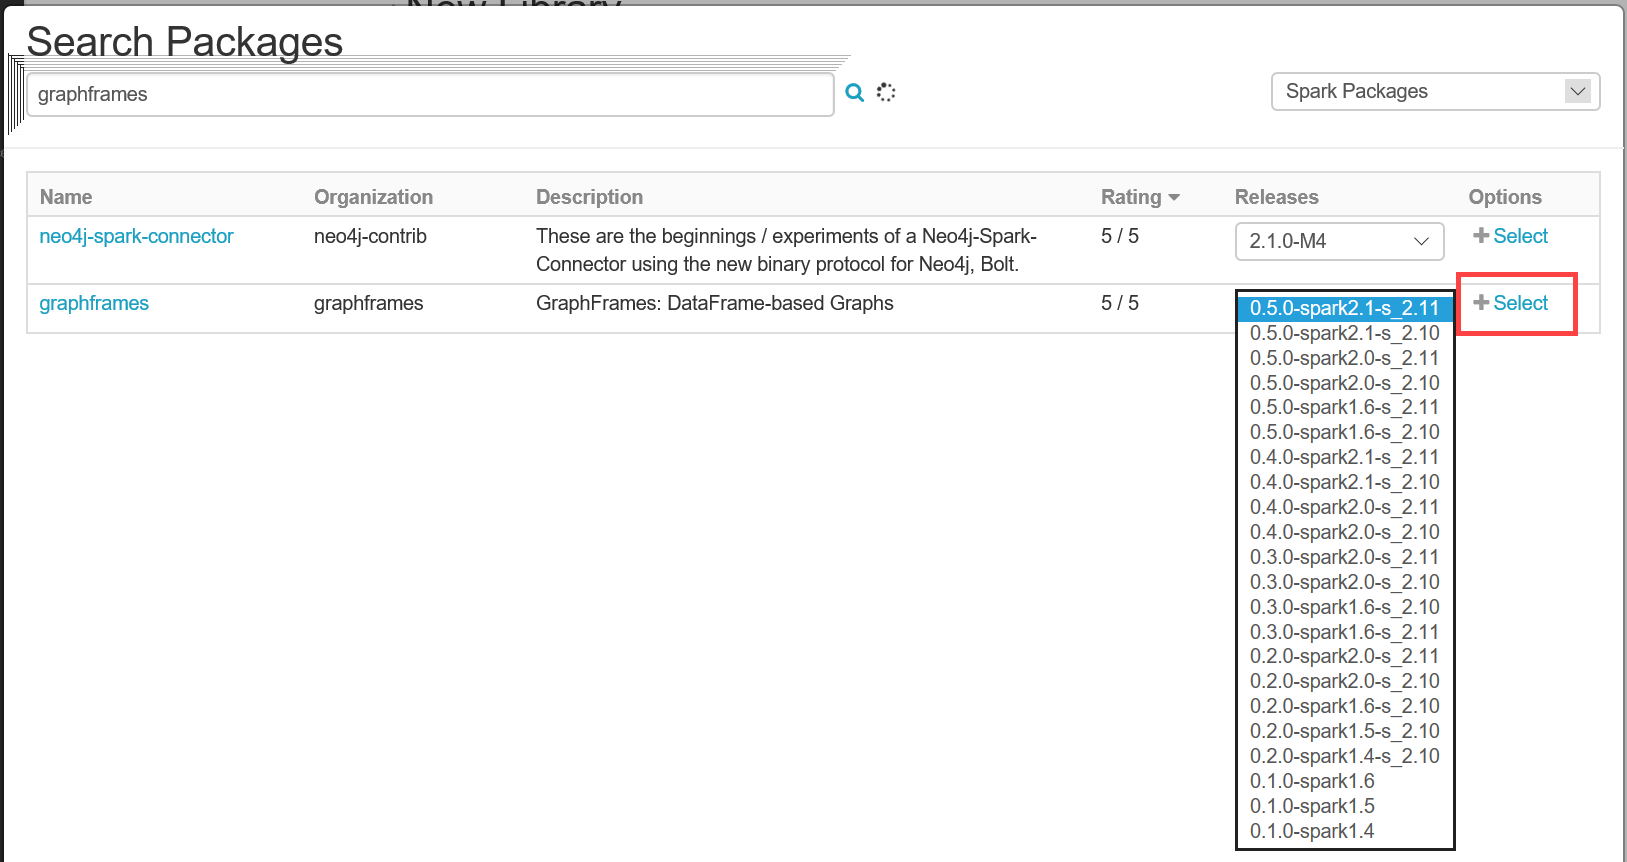 New Library
Search Packages
graphframes
Spark Packages
Name Organization Description Rating Releases Options
neo4j-spark-connector neo4j-contrib These are the beginnings / experiments of a Neo4j-Spark-
Connector using the new binary protocol for Neo4j, Bolt. 5 / 5 2.1.0-M4 Select
graphframes graphframes GraphFrames: DataFrame-based Graphs 5 / 5 Select
0.5.0-spark2.1-s_2.11
0.5.0-spark2.1-s_2.10
0.5.0-spark2.0-s_2.11
0.5.0-spark2.0-s_2.10
0.5.0-spark1.6-s_2.11
0.5.0-spark1.6-s_2.10
0.4.0-spark2.1-s_2.11
0.4.0-spark2.1-s_2.10
0.4.0-spark2.0-s_2.11
0.4.0-spark2.0-s_2.10
0.3.0-spark2.0-s_2.11
0.3.0-spark2.0-s_2.10
0.3.0-spark1.6-s_2.10
0.3.0-spark1.6-s_2.11
0.2.0-spark2.0-s_2.11
0.2.0-spark2.0-s_2.10
0.2.0-spark1.6-s_2.10
0.2.0-spark1.5-s_2.10
0.2.0-spark1.4-s_2.10
0.1.0-spark1.6
0.1.0-spark1.5
0.1.0-spark1.4